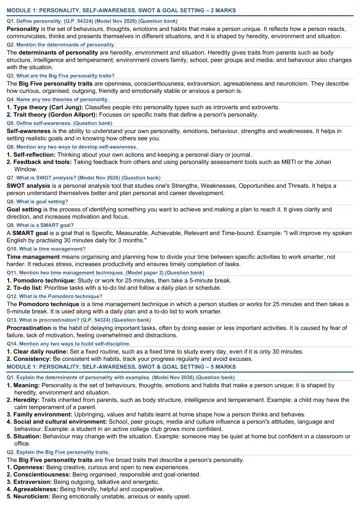 MODULE 1: PERSONALITY, SELF-AWARENESS, SWOT & GOAL SETTING – 2 MARKS
Q1. Define personality. (Q.P. 54324) (Model Nov 2026) (Question bank)
Personality is the set of behaviours, thoughts, emotions and habits that make a person unique. It reflects how a person reacts,
communicates, thinks and presents themselves in different situations, and it is shaped by heredity, environment and situation.
Q2. Mention the determinants of personality.
The determinants of personality are heredity, environment and situation. Heredity gives traits from parents such as body
structure, intelligence and temperament; environment covers family, school, peer groups and media; and behaviour also changes
with the situation.
Q3. What are the Big Five personality traits?
The Big Five personality traits are openness, conscientiousness, extraversion, agreeableness and neuroticism. They describe
how curious, organised, outgoing, friendly and emotionally stable or anxious a person is.
Q4. Name any two theories of personality.
1. Type theory (Carl Jung): Classifies people into personality types such as introverts and extroverts.
2. Trait theory (Gordon Allport): Focuses on specific traits that define a person's personality.
Q5. Define self-awareness. (Question bank)
Self-awareness is the ability to understand your own personality, emotions, behaviour, strengths and weaknesses. It helps in
setting realistic goals and in knowing how others see you.
Q6. Mention any two ways to develop self-awareness.
1. Self-reflection: Thinking about your own actions and keeping a personal diary or journal.
2. Feedback and tools: Taking feedback from others and using personality assessment tools such as MBTI or the Johari
Window.
Q7. What is SWOT analysis? (Model Nov 2026) (Question bank)
SWOT analysis is a personal analysis tool that studies one's Strengths, Weaknesses, Opportunities and Threats. It helps a
person understand themselves better and plan personal and career development.
Q8. What is goal setting?
Goal setting is the process of identifying something you want to achieve and making a plan to reach it. It gives clarity and
direction, and increases motivation and focus.
Q9. What is a SMART goal?
A SMART goal is a goal that is Specific, Measurable, Achievable, Relevant and Time-bound. Example: "I will improve my spoken
English by practising 30 minutes daily for 3 months."
Q10. What is time management?
Time management means organising and planning how to divide your time between specific activities to work smarter, not
harder. It reduces stress, increases productivity and ensures timely completion of tasks.
Q11. Mention two time management techniques. (Model paper 2) (Question bank)
1. Pomodoro technique: Study or work for 25 minutes, then take a 5-minute break.
2. To-do list: Prioritise tasks with a to-do list and follow a daily plan or schedule.
Q12. What is the Pomodoro technique?
The Pomodoro technique is a time management technique in which a person studies or works for 25 minutes and then takes a
5-minute break. It is used along with a daily plan and a to-do list to work smarter.
Q13. What is procrastination? (Q.P. 54324) (Question bank)
Procrastination is the habit of delaying important tasks, often by doing easier or less important activities. It is caused by fear of
failure, lack of motivation, feeling overwhelmed and distractions.
Q14. Mention any two ways to build self-discipline.
1. Clear daily routine: Set a fixed routine, such as a fixed time to study every day, even if it is only 30 minutes.
2. Consistency: Be consistent with habits, track your progress regularly and avoid excuses.
MODULE 1: PERSONALITY, SELF-AWARENESS, SWOT & GOAL SETTING – 5 MARKS
Q1. Explain the determinants of personality with examples. (Model Nov 2026) (Question bank)
1. Meaning: Personality is the set of behaviours, thoughts, emotions and habits that make a person unique; it is shaped by
heredity, environment and situation.
2. Heredity: Traits inherited from parents, such as body structure, intelligence and temperament. Example: a child may have the
calm temperament of a parent.
3. Family environment: Upbringing, values and habits learnt at home shape how a person thinks and behaves.
4. Social and cultural environment: School, peer groups, media and culture influence a person's attitude, language and
behaviour. Example: a student in an active college club grows more confident.
5. Situation: Behaviour may change with the situation. Example: someone may be quiet at home but confident in a classroom or
office.
Q2. Explain the Big Five personality traits.
The Big Five personality traits are five broad traits that describe a person's personality.
1. Openness: Being creative, curious and open to new experiences.
2. Conscientiousness: Being organised, responsible and goal-oriented.
3. Extraversion: Being outgoing, talkative and energetic.
4. Agreeableness: Being friendly, helpful and cooperative.
5. Neuroticism: Being emotionally unstable, anxious or easily upset.